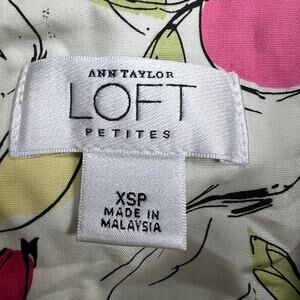 ANN TAYLOR
LOFT
PETITES
XSP
MADE IN
MALAYSIA